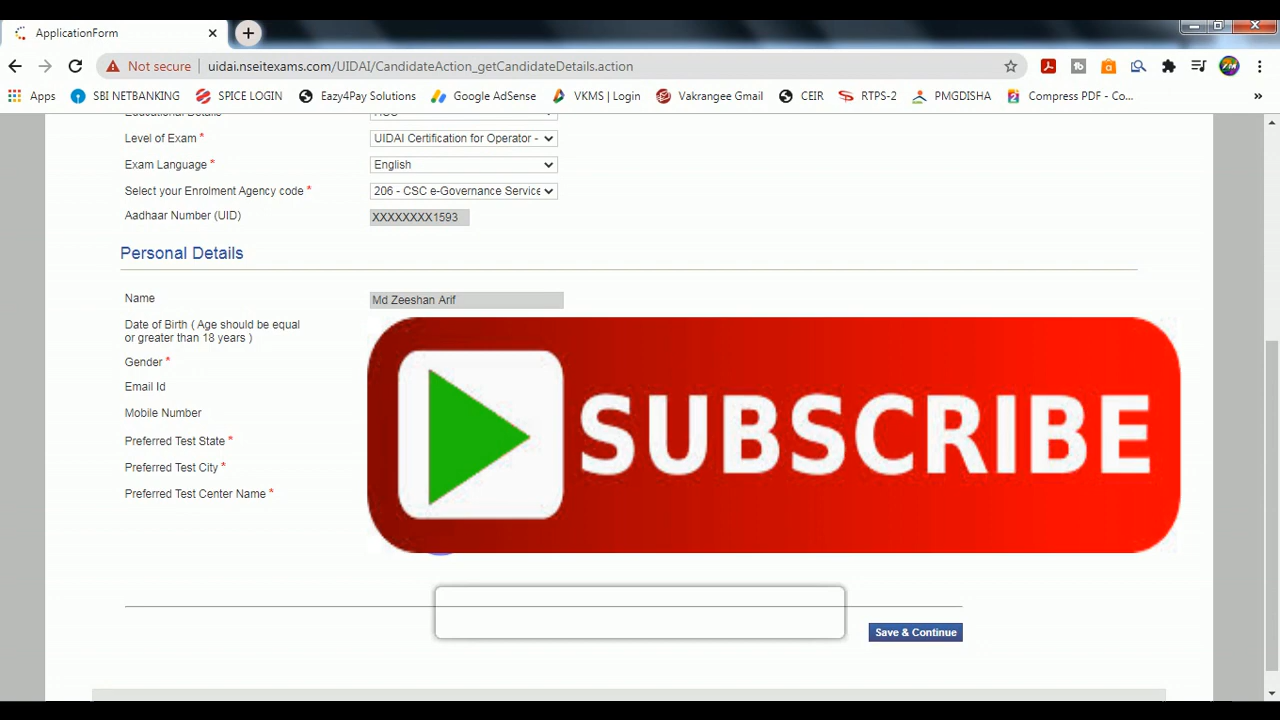 ApplicationForm
Not secure uidai.nseitexams.com/UIDAI/CandidateAction_getCandidateDetails.action
Apps SBI NETBANKING SPICE LOGIN Eazy4Pay Solutions Google AdSense VKMS | Login Vakrangee Gmail CEIR RTPS-2 PMGDISHA Compress PDF - Co... »
Level of Exam * UIDAI Certification for Operator -
Exam Language * English
Select your Enrolment Agency code * 206 - CSC e-Governance Service
Aadhaar Number (UID) XXXXXXXX1593
Personal Details
Name Md Zeeshan Arif
Date of Birth ( Age should be equal
or greater than 18 years )
Gender *
Email Id
Mobile Number
Preferred Test State *
Preferred Test City *
Preferred Test Center Name *
SUBSCRIBE
Save & Continue